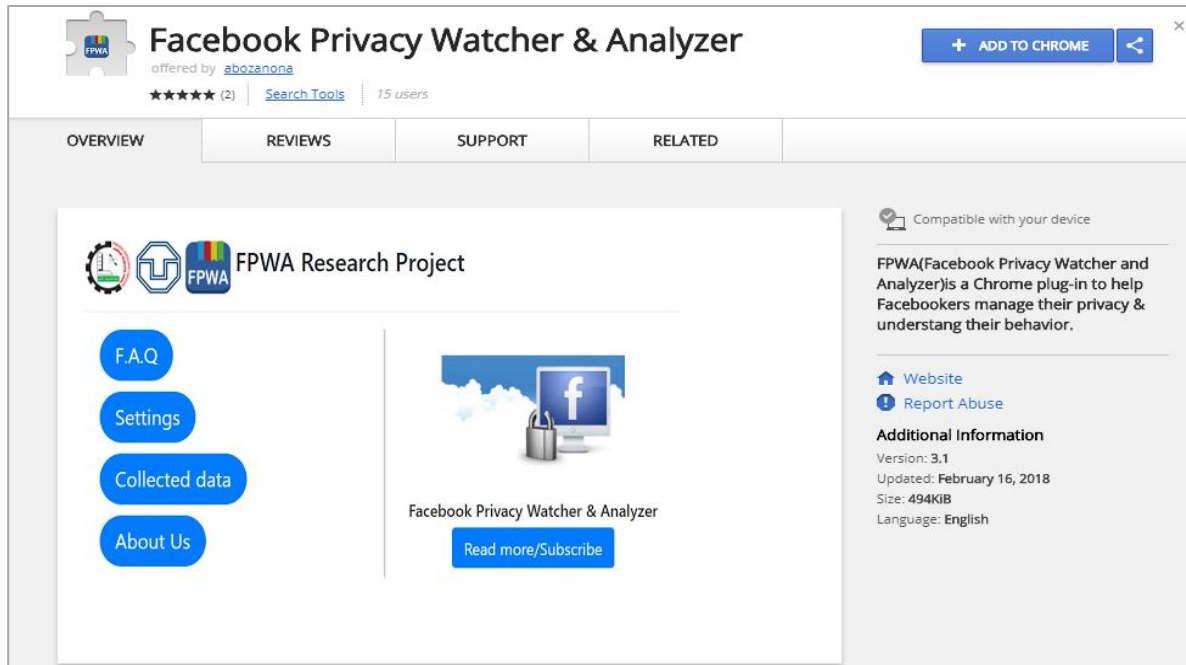 FPWA
Facebook Privacy Watcher & Analyzer
offered by abozanona
★★★★★ (2) Search Tools 15 users
+ ADD TO CHROME
×
OVERVIEW REVIEWS SUPPORT RELATED
FPWA FPWA Research Project
F.A.Q
Settings
Collected data
About Us
f
Facebook Privacy Watcher & Analyzer
Read more/Subscribe
Compatible with your device
FPWA(Facebook Privacy Watcher and
Analyzer)is a Chrome plug-in to help
Facebookers manage their privacy &
understang their behavior.
Website
Report Abuse
Additional Information
Version: 3.1
Updated: February 16, 2018
Size: 494KiB
Language: English